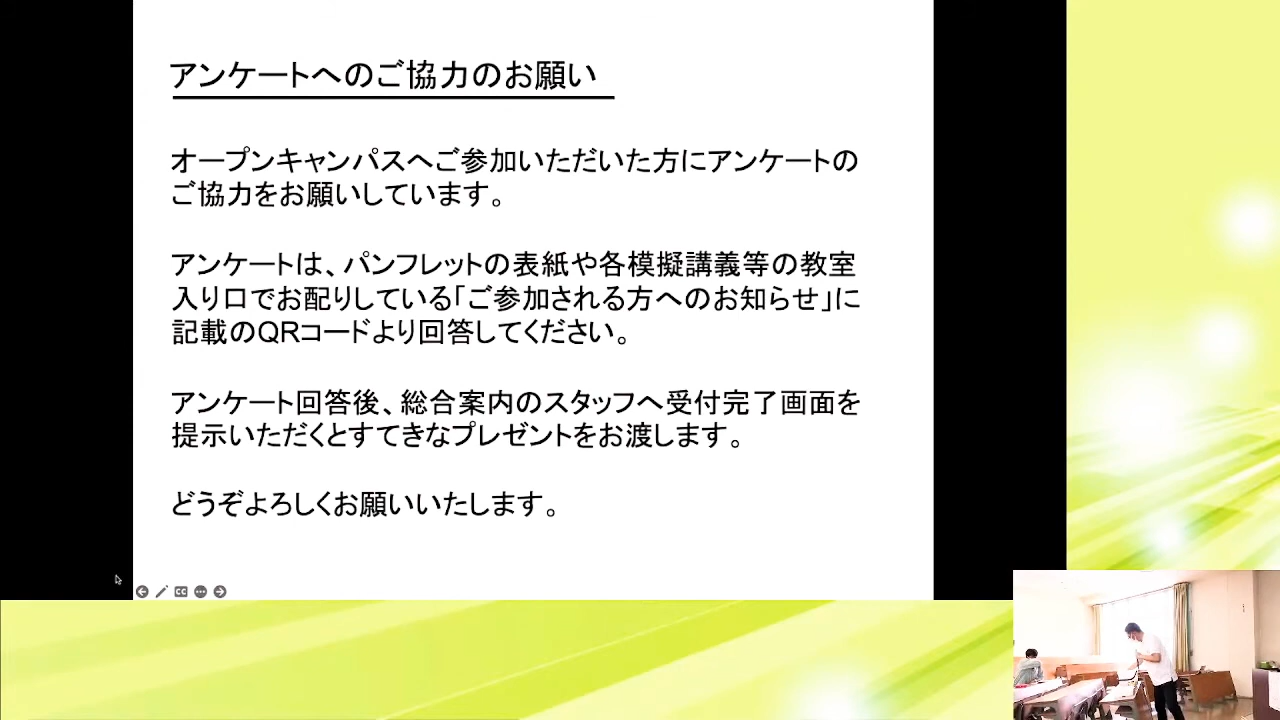 アンケートへのご協力のお願い
オープンキャンパスへご参加いただいた方にアンケートの
ご協力をお願いしています。
アンケートは、パンフレットの表紙や各模擬講義等の教室
入り口でお配りしている「ご参加される方へのお知らせ」に
記載のQRコードより回答してください。
アンケート回答後、総合案内のスタッフへ受付完了画面を
提示いただくとすてきなプレゼントをお渡します。
どうぞよろしくお願いいたします。
CC